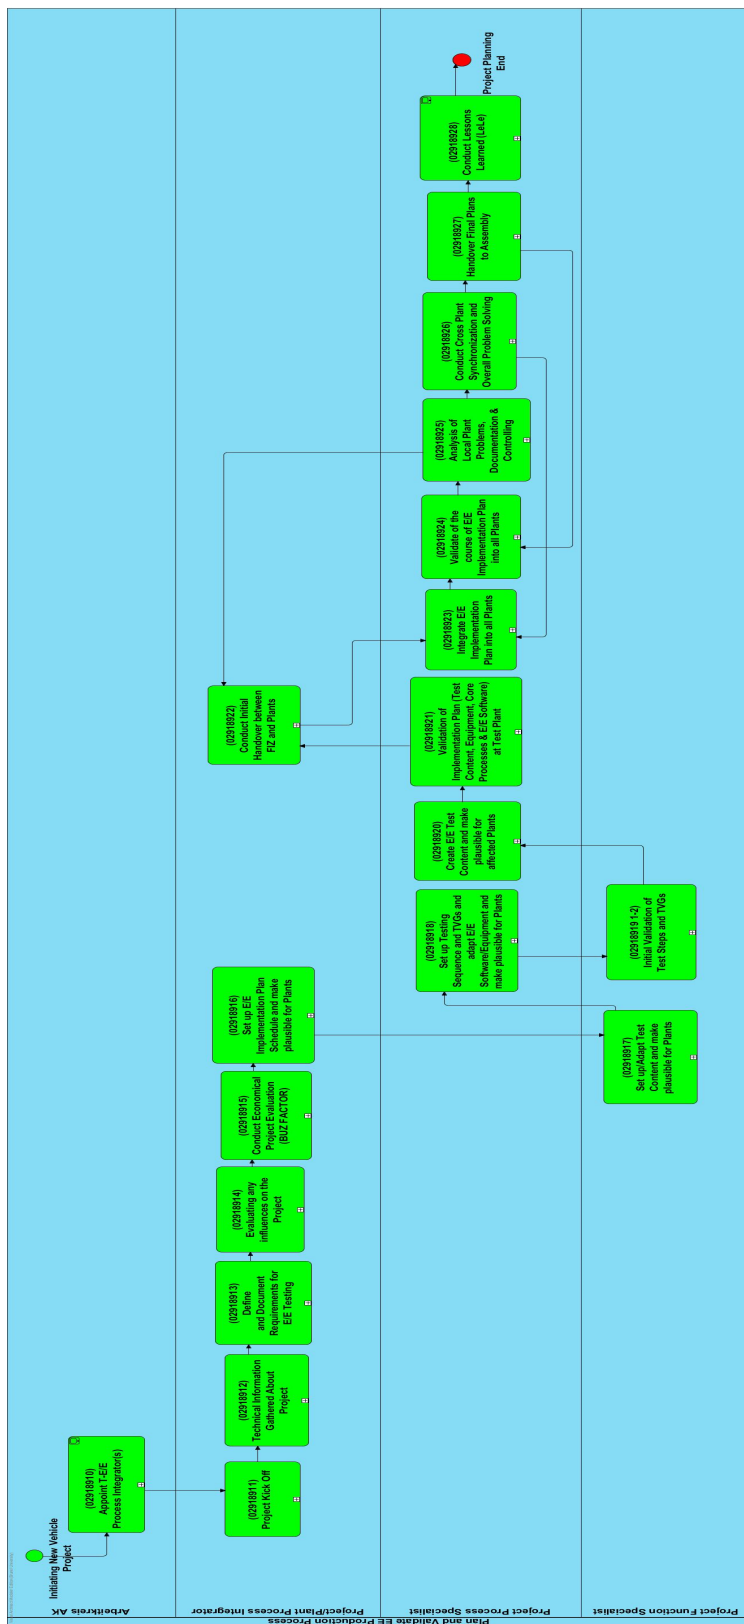 Plan and Validate EE Production Process
Arbeitkreis AK
Project/Plant Process Integrator
Project Process Specialist
Project Function Specialist
Initiating New Vehicle
Project
(02918910)
Appoint T-E/E
Process Integrator(s)
(02918911)
Project Kick Off
(02918912)
Technical Information
Gathered About
Project
(02918913)
Define
and Document
Requirements for
E/E Testing
(02918914)
Evaluating any
influences on the
Project
(02918915)
Conduct Economical
Project Evaluation
(BUZ FACTOR)
(02918916)
Set up E/E
Implementation Plan
Schedule and make
plausible for Plants
(02918917)
Set up/Adapt Test
Content and make
plausible for Plants
(02918918)
Set up Testing
Sequence and TVGs and
adapt E/E
Software/Equipment and
make plausible for Plants
(02918919 1-2)
Initial Validation of
Test Steps and TVGs
(02918920)
Create E/E Test
Content and make
plausible for
affected Plants
(02918921)
Validation of
Implementation Plan (Test
Content, Equipment, Core
Processes & E/E Software)
at Test Plant
(02918922)
Conduct Initial
Handover between
FIZ and Plants
(02918923)
Integrate E/E
Implementation
Plan into all Plants
(02918924)
Validate of the
course of E/E
Implementation Plan
into all Plants
(02918925)
Analysis of
Local Plant
Problems,
Documentation &
Controlling
(02918926)
Conduct Cross Plant
Synchronization and
Overall Problem Solving
(02918927)
Handover Final Plans
to Assembly
(02918928)
Conduct Lessons
Learned (LeLe)
Project Planning
End